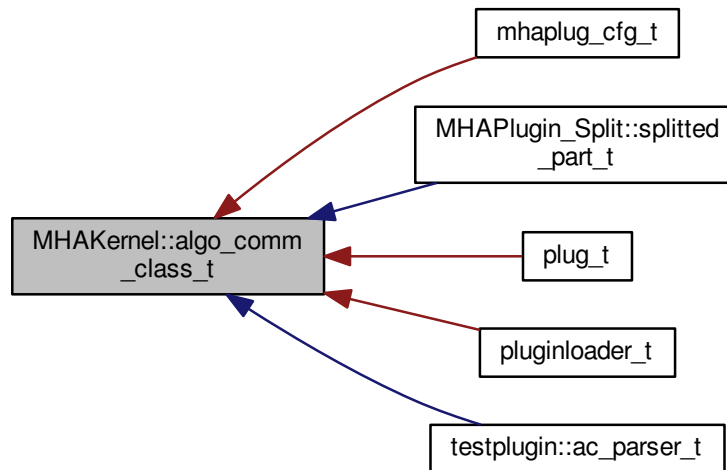 mhaplug_cfg_t
MHAPlugin_Split::splitted
_part_t
MHAKernel::algo_comm
_class_t
plug_t
pluginloader_t
testplugin::ac_parser_t